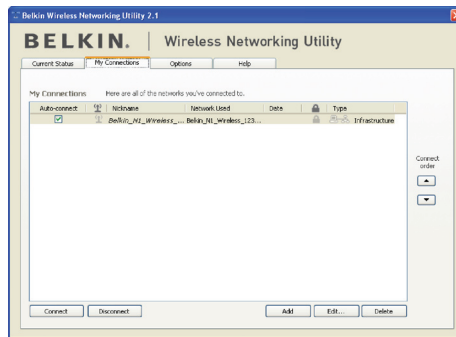 Belkin Wireless Networking Utility 2.1
BELKIN. | Wireless Networking Utility
Current Status My Connections Options Help
My Connections Here are all of the networks you've connected to.
Auto-connect Nickname Network Used Date Type
Belkin_N1_Wireless_... Belkin_N1_Wireless_123... Infrastructure
Connect
order
Connect Disconnect Add Edit... Delete